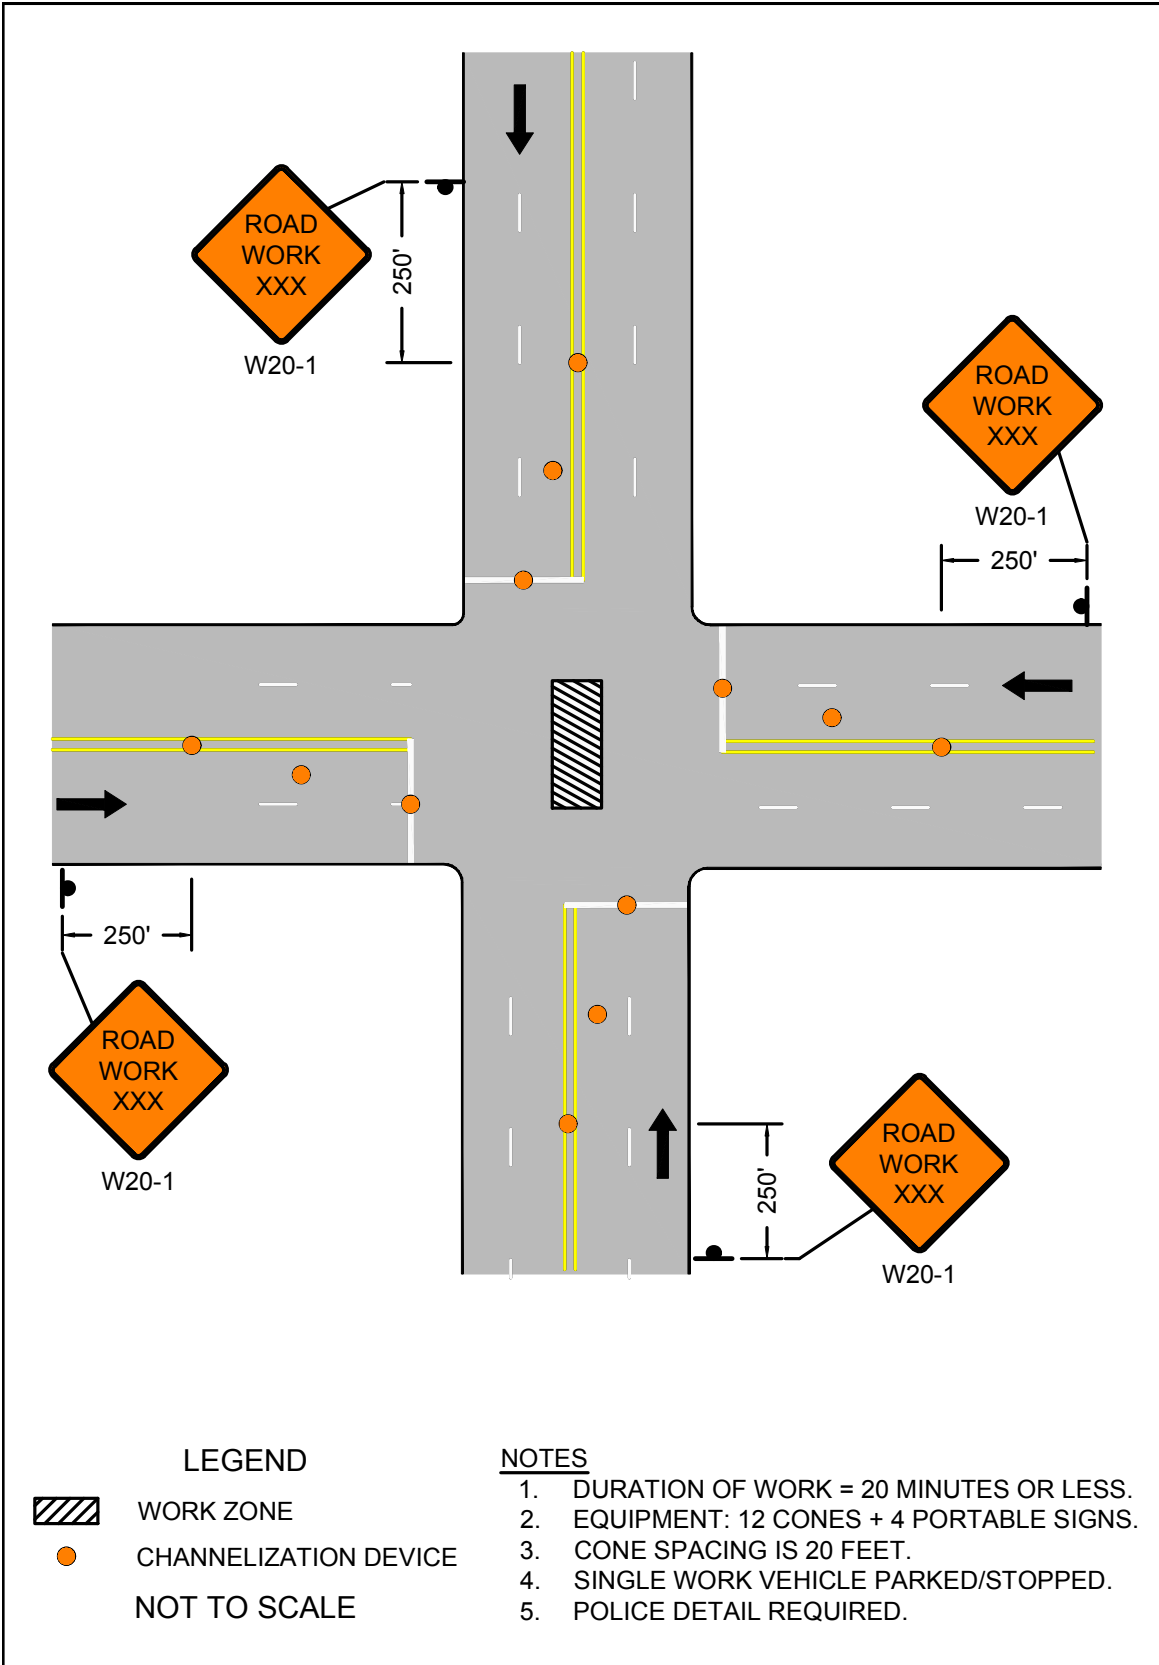 ROAD
WORK
XXX
W20-1
250'
ROAD
WORK
XXX
W20-1
250'
250'
ROAD
WORK
XXX
W20-1
250'
ROAD
WORK
XXX
W20-1
LEGEND
WORK ZONE
CHANNELIZATION DEVICE
NOT TO SCALE
NOTES
1. DURATION OF WORK = 20 MINUTES OR LESS.
2. EQUIPMENT: 12 CONES + 4 PORTABLE SIGNS.
3. CONE SPACING IS 20 FEET.
4. SINGLE WORK VEHICLE PARKED/STOPPED.
5. POLICE DETAIL REQUIRED.